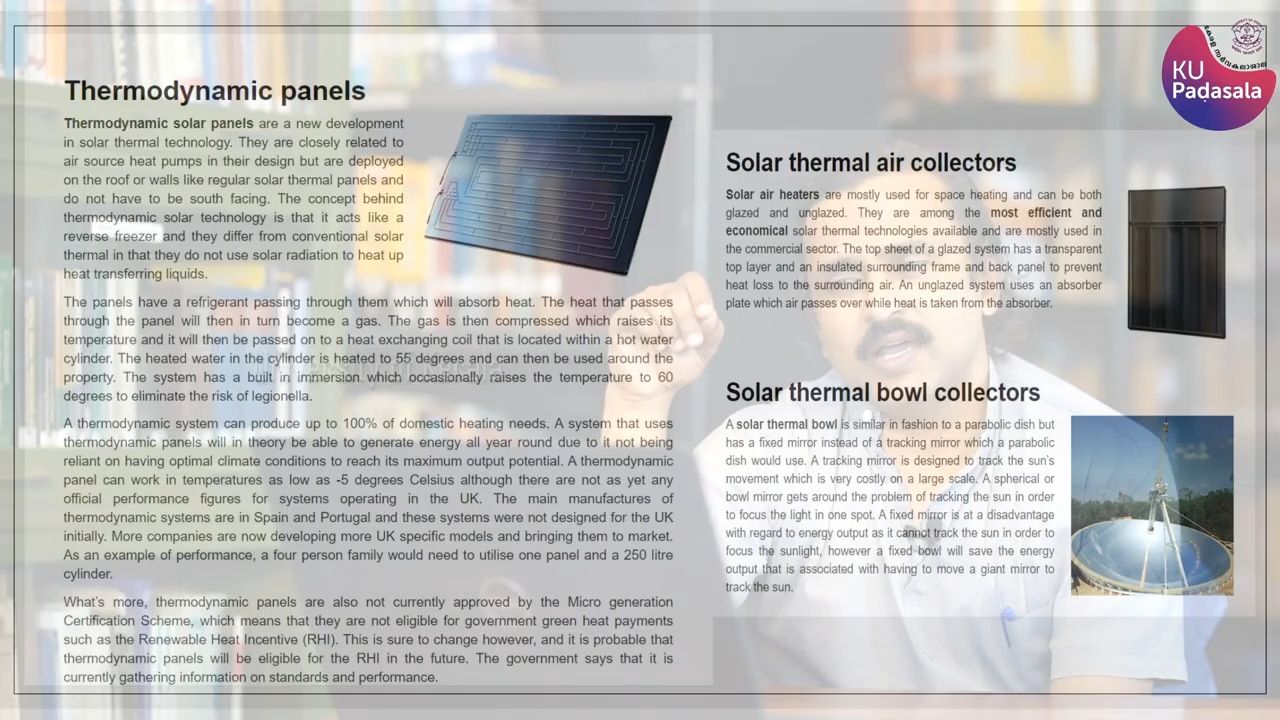 Thermodynamic panels
Thermodynamic solar panels are a new development
in solar thermal technology. They are closely related to
air source heat pumps in their design but are deployed
on the roof or walls like regular solar thermal panels and
do not have to be south facing. The concept behind
thermodynamic solar technology is that it acts like a
reverse freezer and they differ from conventional solar
thermal in that they do not use solar radiation to heat up
heat transferring liquids.
The panels have a refrigerant passing through them which will absorb heat. The heat that passes
through the panel will then in turn become a gas. The gas is then compressed which raises its
temperature and it will then be passed on to a heat exchanging coil that is located within a hot water
cylinder. The heated water in the cylinder is heated to 55 degrees and can then be used around the
property. The system has a built in immersion which occasionally raises the temperature to 60
degrees to eliminate the risk of legionella.
A thermodynamic system can produce up to 100% of domestic heating needs. A system that uses
thermodynamic panels will in theory be able to generate energy all year round due to it not being
reliant on having optimal climate conditions to reach its maximum output potential. A thermodynamic
panel can work in temperatures as low as -5 degrees Celsius although there are not as yet any
official performance figures for systems operating in the UK. The main manufactures of
thermodynamic systems are in Spain and Portugal and these systems were not designed for the UK
initially. More companies are now developing more UK specific models and bringing them to market.
As an example of performance, a four person family would need to utilise one panel and a 250 litre
cylinder.
What's more, thermodynamic panels are also not currently approved by the Micro generation
Certification Scheme, which means that they are not eligible for government green heat payments
such as the Renewable Heat Incentive (RHI). This is sure to change however, and it is probable that
thermodynamic panels will be eligible for the RHI in the future. The government says that it is
currently gathering information on standards and performance.
Solar thermal air collectors
Solar air heaters are mostly used for space heating and can be both
glazed and unglazed. They are among the most efficient and
economical solar thermal technologies available and are mostly used in
the commercial sector. The top sheet of a glazed system has a transparent
top layer and an insulated surrounding frame and back panel to prevent
heat loss to the surrounding air. An unglazed system uses an absorber
plate which air passes over while heat is taken from the absorber.
Solar thermal bowl collectors
A solar thermal bowl is similar in fashion to a parabolic dish but
has a fixed mirror instead of a tracking mirror which a parabolic
dish would use. A tracking mirror is designed to track the sun's
movement which is very costly on a large scale. A spherical or
bowl mirror gets around the problem of tracking the sun in order
to focus the light in one spot. A fixed mirror is at a disadvantage
with regard to energy output as it cannot track the sun in order to
focus the sunlight, however a fixed bowl will save the energy
output that is associated with having to move a giant mirror to
track the sun.
KU
Paḍasala
കേരള സർവകലാശാല